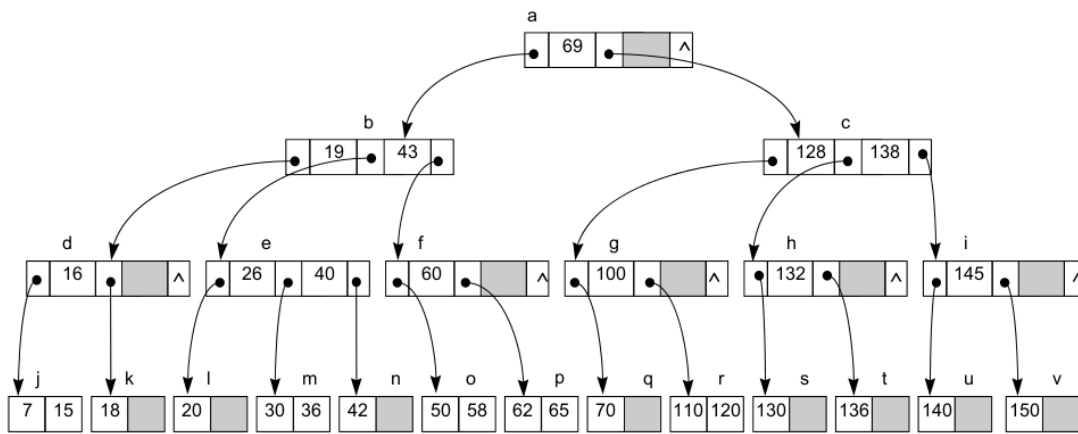 a
69 ^
b c
19 43 128 138
d e f g h i
16 ^ 26 40 60 ^ 100 ^ 132 ^ 145 ^
j k l m n o p q r s t u v
7 15 18 20 30 36 42 50 58 62 65 70 110 120 130 136 140 150